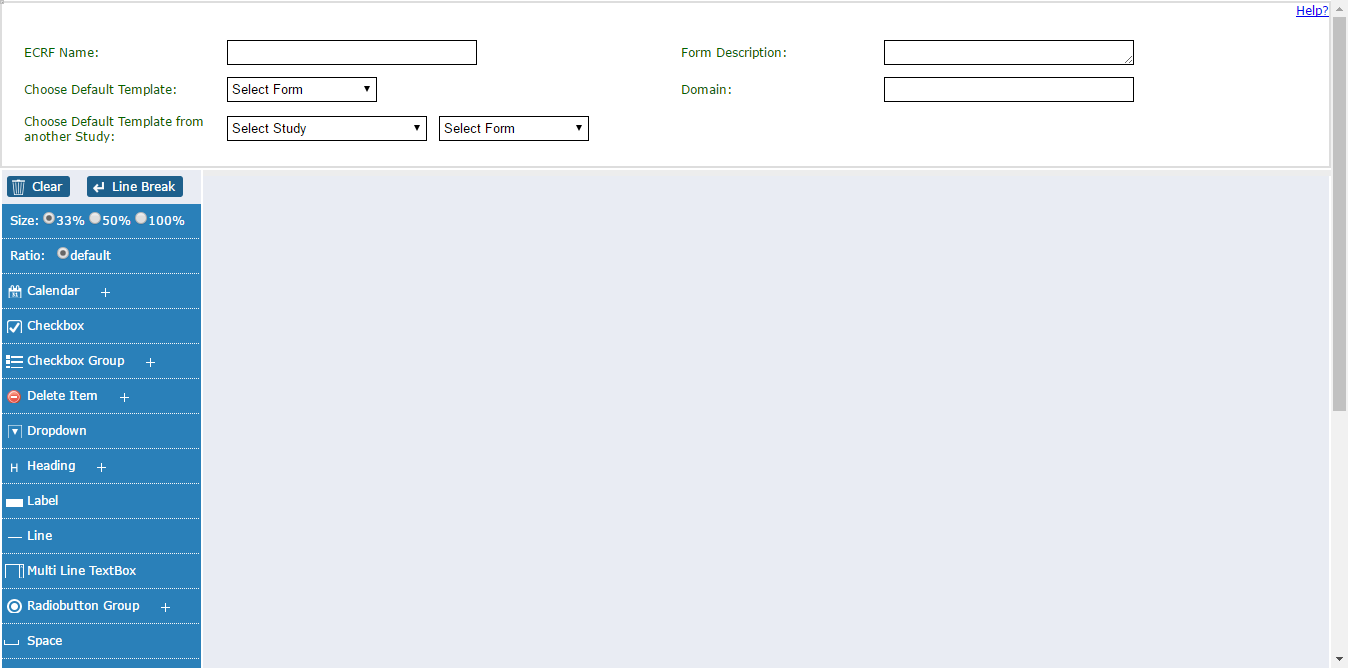 Help?
ECRF Name:
Form Description:
Choose Default Template:
Select Form
Domain:
Choose Default Template from
another Study:
Select Study
Select Form
Clear
Line Break
Size: 33% 50% 100%
Ratio: default
Calendar +
Checkbox
Checkbox Group +
Delete Item +
Dropdown
H Heading +
Label
Line
Multi Line TextBox
Radiobutton Group +
Space